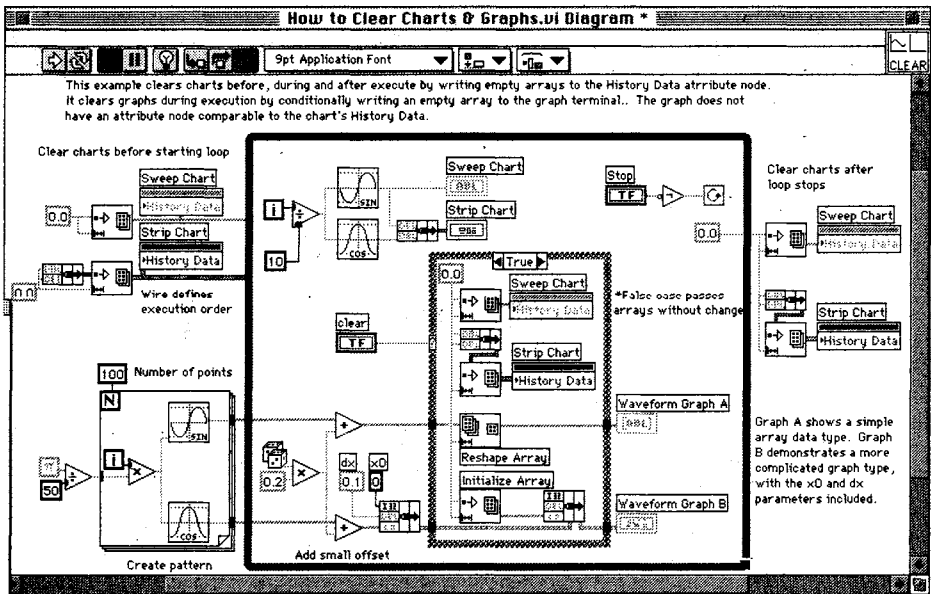 How to Clear Charts & Graphs.vi Diagram *
9pt Application Font
CLEAR
This example clears charts before, during and after execute by writing empty arrays to the History Data atrribute node.
It clears graphs during execution by conditionally writing an empty array to the graph terminal.. The graph does not
have an attribute node comparable to the chart's History Data.
Clear charts before starting loop
Sweep Chart
History Data
0.0
Strip Chart
History Data
0.0
Wire defines
execution order
i
10
SIN
COS
Sweep Chart
DBL
Strip Chart
Stop
TF
Clear charts after
loop stops
0.0
Sweep Chart
History Data
Strip Chart
History Data
True
0.0
Sweep Chart
History Data
Strip Chart
History Data
*False case passes
arrays without change
clear
TF
100
Number of points
N
i
SIN
COS
π
50
Create pattern
0.2
dx
0.1
x0
0
Add small offset
Reshape Array
Initialize Array
Waveform Graph A
[DBL]
Waveform Graph B
Graph A shows a simple
array data type. Graph
B demonstrates a more
complicated graph type,
with the x0 and dx
parameters included.